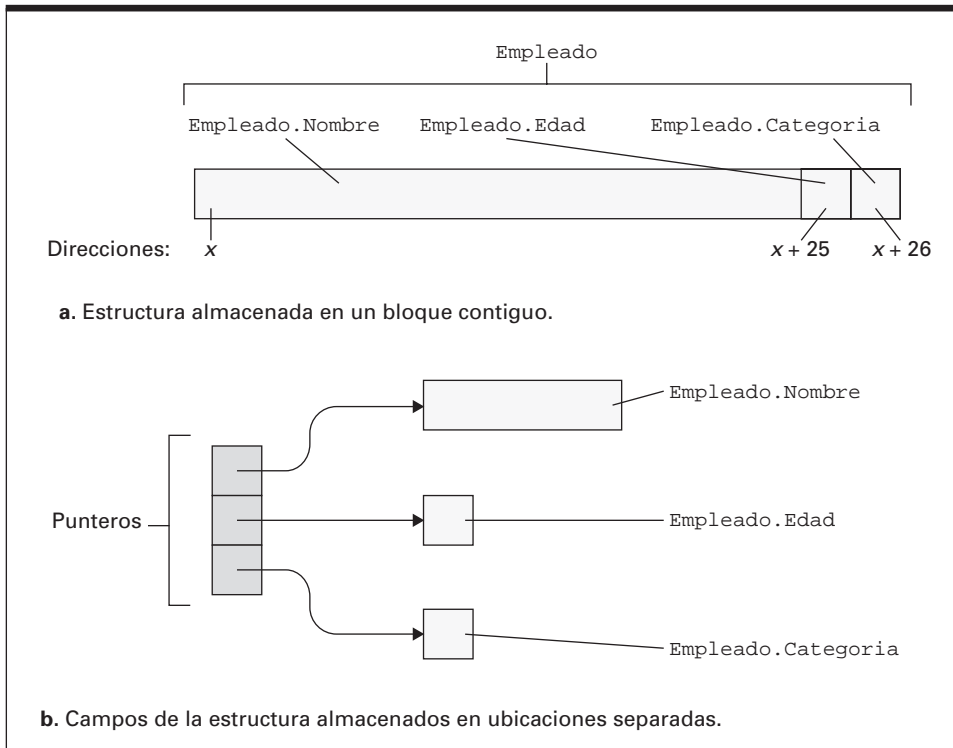 Empleado
Empleado.Nombre Empleado.Edad Empleado.Categoria
Direcciones: x x + 25 x + 26
a. Estructura almacenada en un bloque contiguo.
Empleado.Nombre
Punteros Empleado.Edad
Empleado.Categoria
b. Campos de la estructura almacenados en ubicaciones separadas.